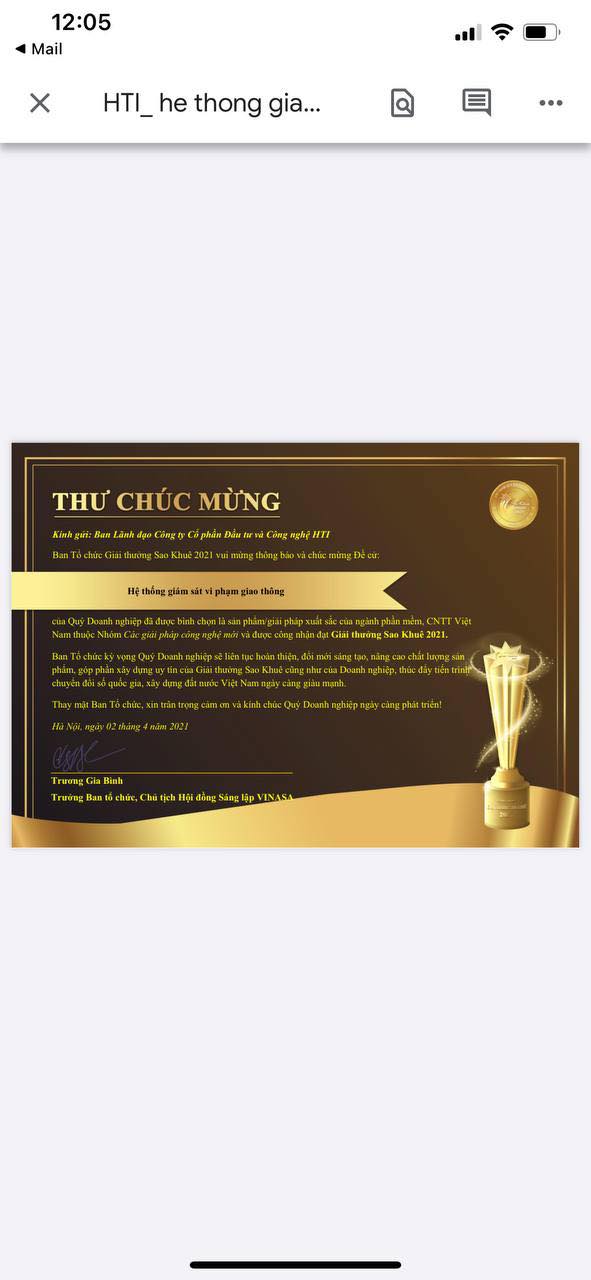 12:05
Mail
HTI_ he thong gia...
THƯ CHÚC MỪNG
Kính gửi: Ban Lãnh đạo Công ty Cổ phần Đầu tư và Công nghệ HTI
Ban Tổ chức Giải thưởng Sao Khuê 2021 vui mừng thông báo và chúc mừng Đề cử:
Hệ thống giám sát vi phạm giao thông
của Quý Doanh nghiệp đã được bình chọn là sản phẩm/giải pháp xuất sắc của ngành phần mềm, CNTT Việt
Nam thuộc Nhóm Các giải pháp công nghệ mới và được công nhận đạt Giải thưởng Sao Khuê 2021.
Ban Tổ chức kỳ vọng Quý Doanh nghiệp sẽ liên tục hoàn thiện, đổi mới sáng tạo, nâng cao chất lượng sản
phẩm, góp phần xây dựng uy tín của Giải thưởng Sao Khuê cũng như của Doanh nghiệp, thúc đẩy tiến trình
chuyển đổi số quốc gia, xây dựng đất nước Việt Nam ngày càng giàu mạnh.
Thay mặt Ban Tổ chức, xin trân trọng cảm ơn và kính chúc Quý Doanh nghiệp ngày càng phát triển!
Hà Nội, ngày 02 tháng 4 năm 2021
Trương Gia Bình
Trưởng Ban tổ chức, Chủ tịch Hội đồng Sáng lập VINASA